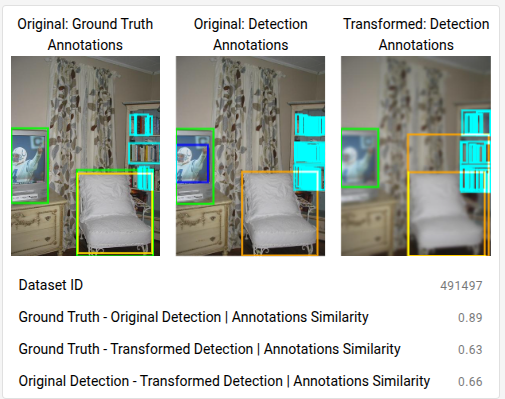 Original: Ground Truth
Annotations
Original: Detection
Annotations
Transformed: Detection
Annotations
Dataset ID
491497
Ground Truth - Original Detection | Annotations Similarity
0.89
Ground Truth - Transformed Detection | Annotations Similarity
0.63
Original Detection - Transformed Detection | Annotations Similarity
0.66